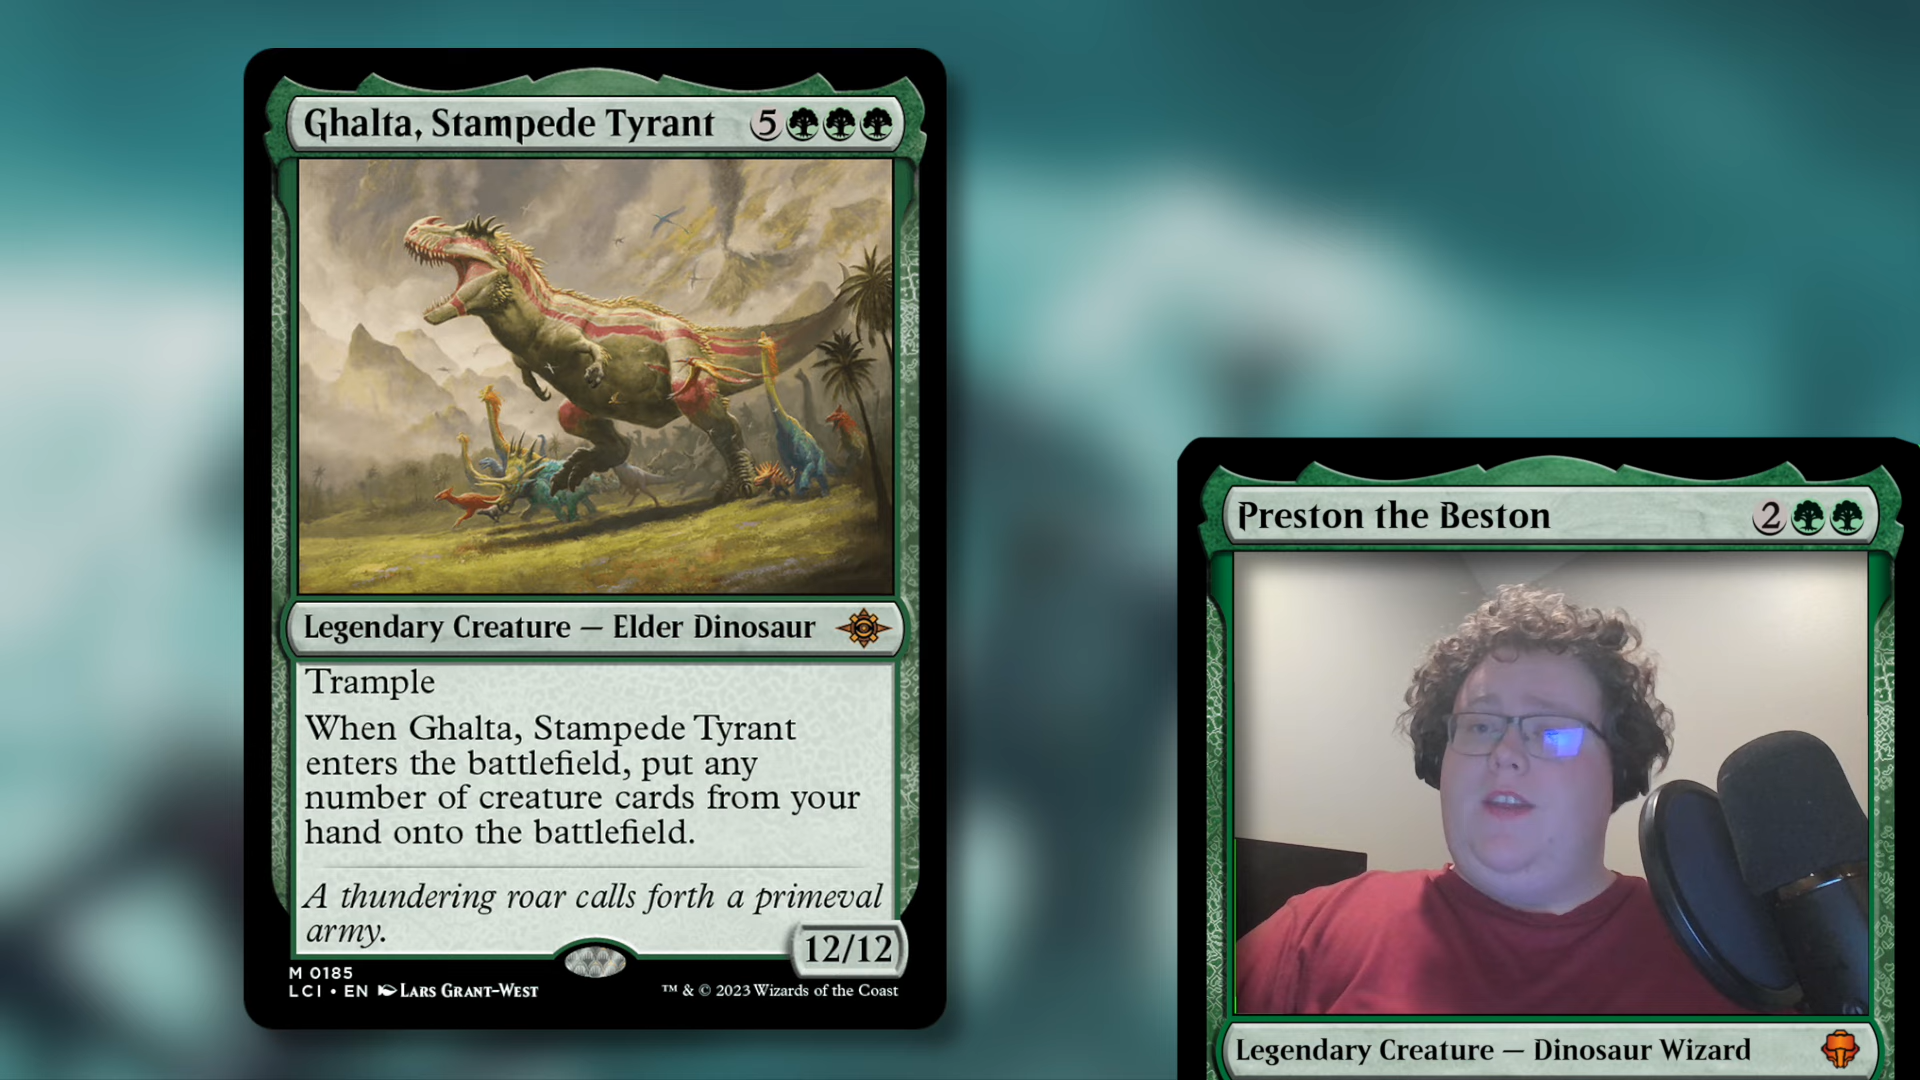 Ghalta, Stampede Tyrant 5
Legendary Creature — Elder Dinosaur
Trample
When Ghalta, Stampede Tyrant
enters the battlefield, put any
number of creature cards from your
hand onto the battlefield.
A thundering roar calls forth a primeval
army.
12/12
M 0185
LCI • EN Lars Grant-West
™ & © 2023 Wizards of the Coast
Preston the Beston 2
Legendary Creature — Dinosaur Wizard